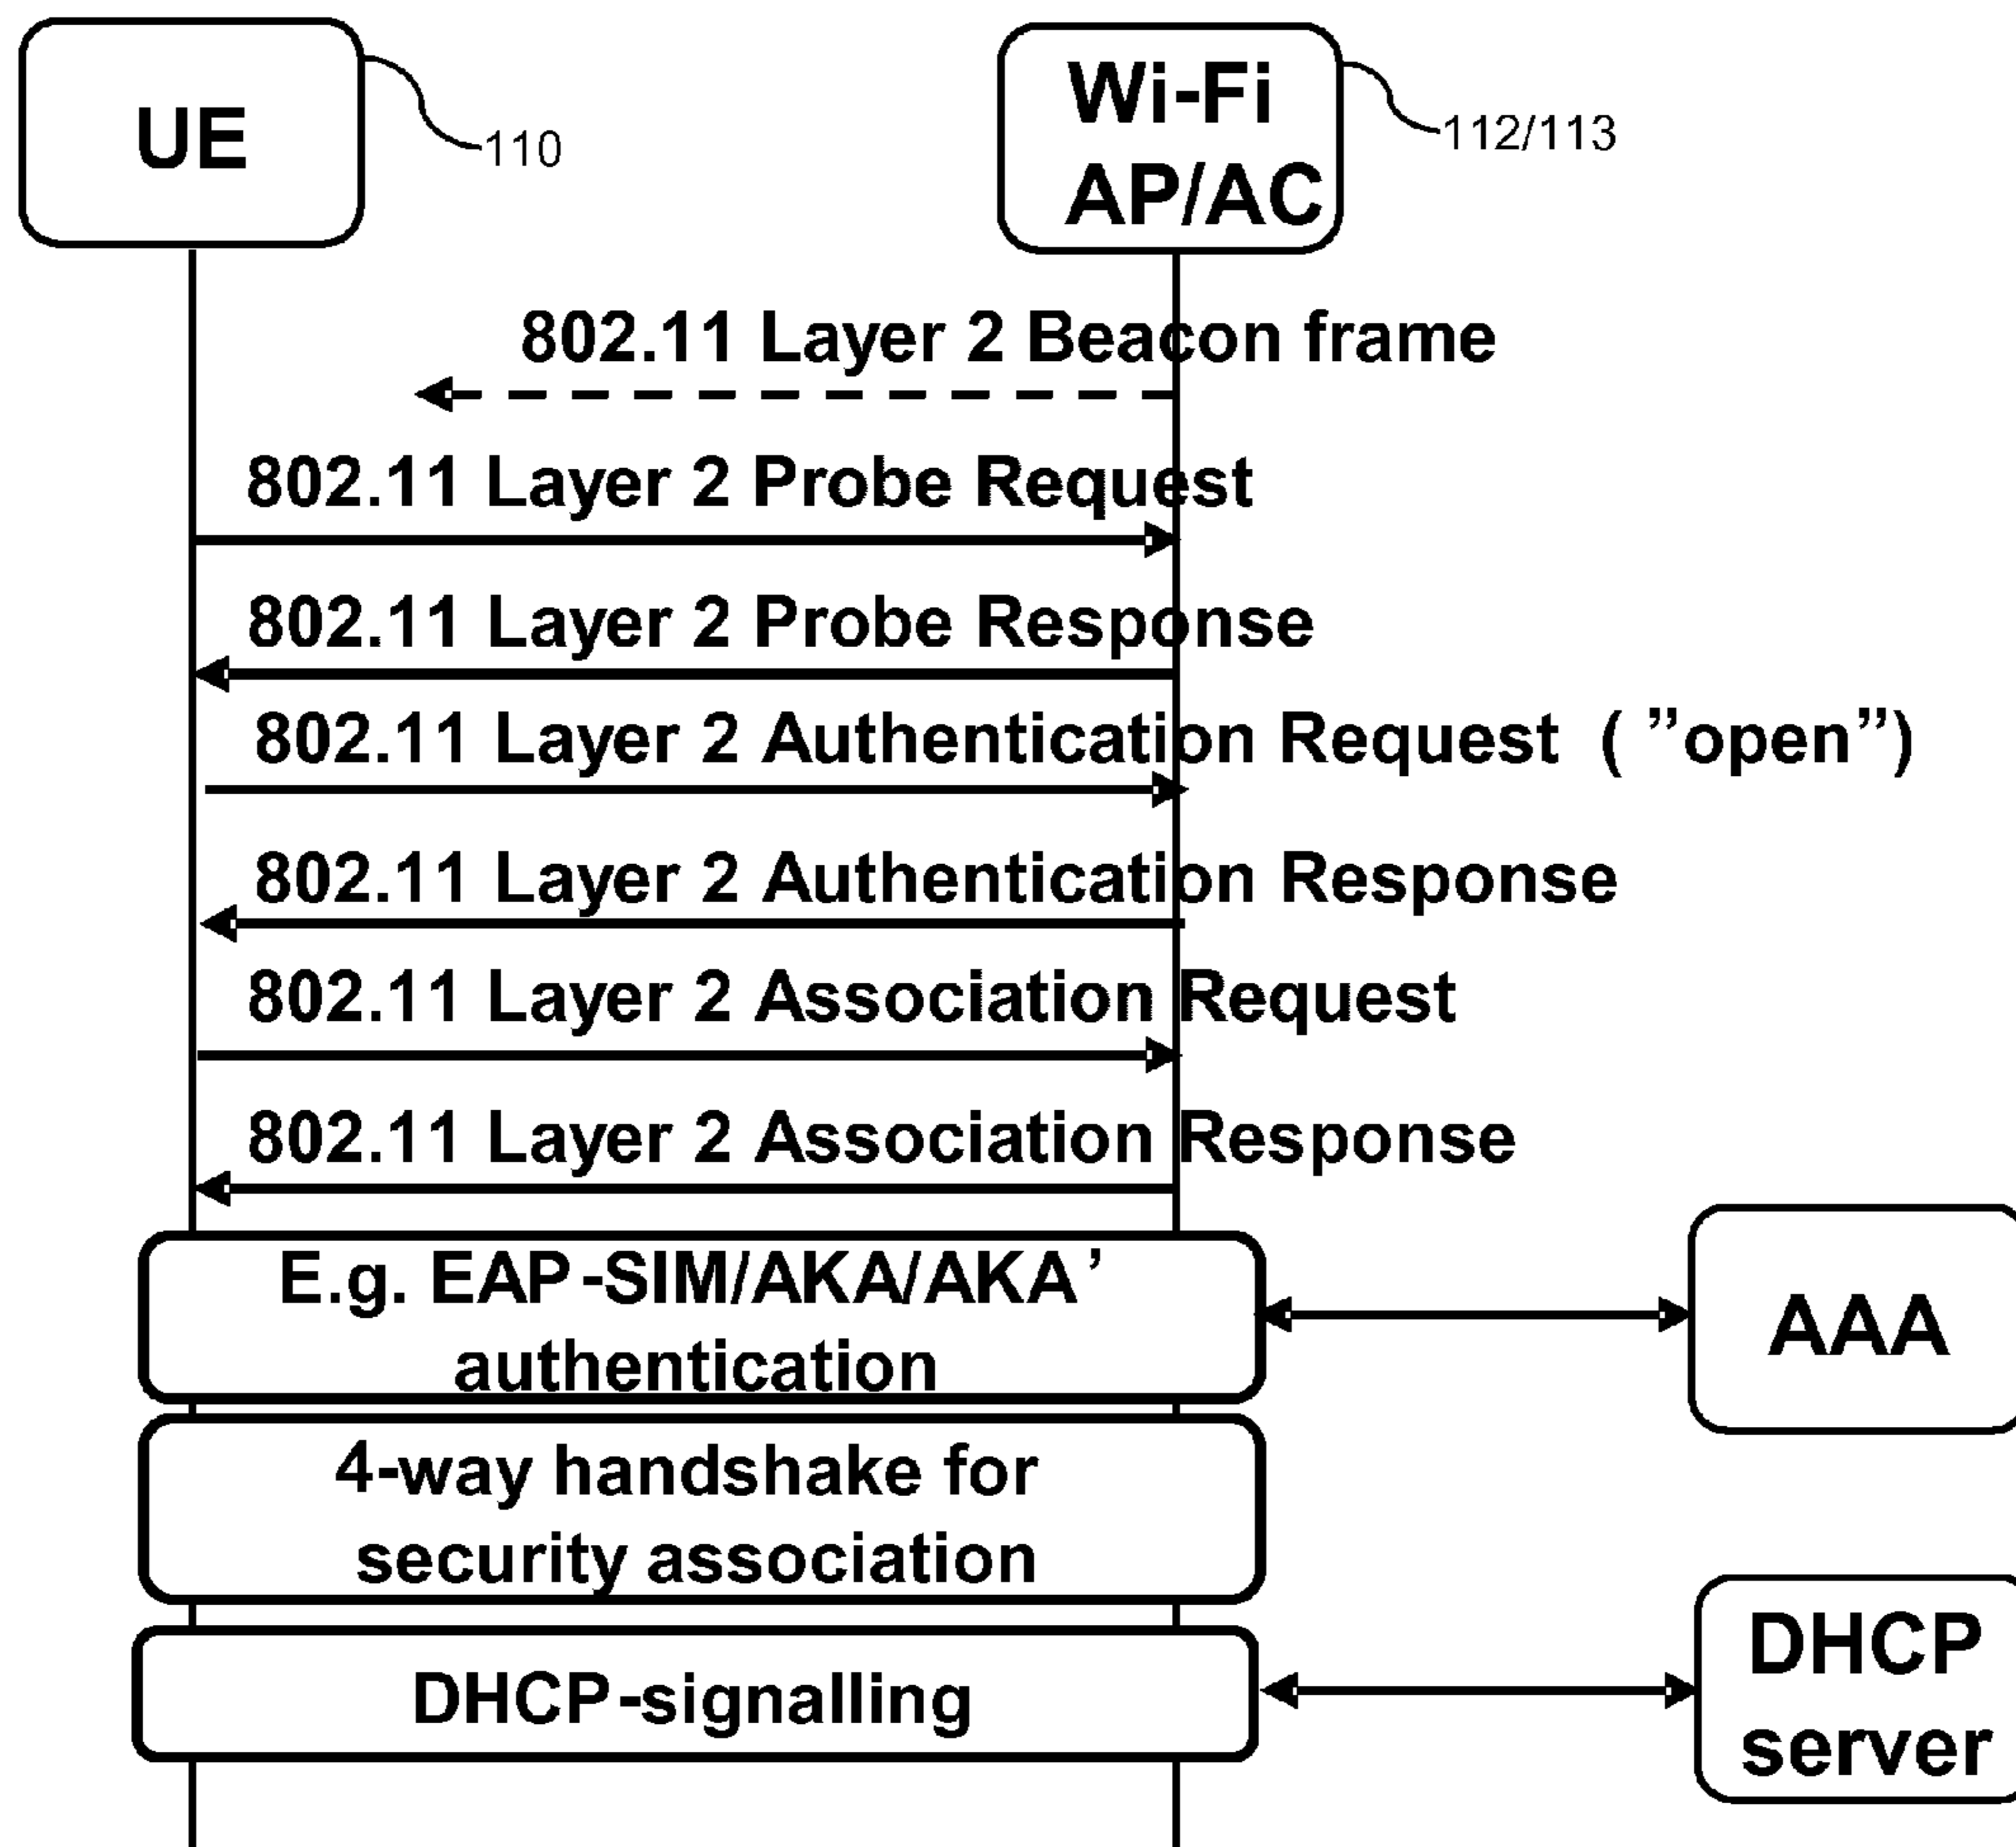 UE
110
Wi-Fi
AP/AC
112/113
802.11 Layer 2 Beacon frame
802.11 Layer 2 Probe Request
802.11 Layer 2 Probe Response
802.11 Layer 2 Authentication Request ( ”open”)
802.11 Layer 2 Authentication Response
802.11 Layer 2 Association Request
802.11 Layer 2 Association Response
E.g. EAP-SIM/AKA/AKA’
authentication
AAA
4-way handshake for
security association
DHCP-signalling
DHCP
server